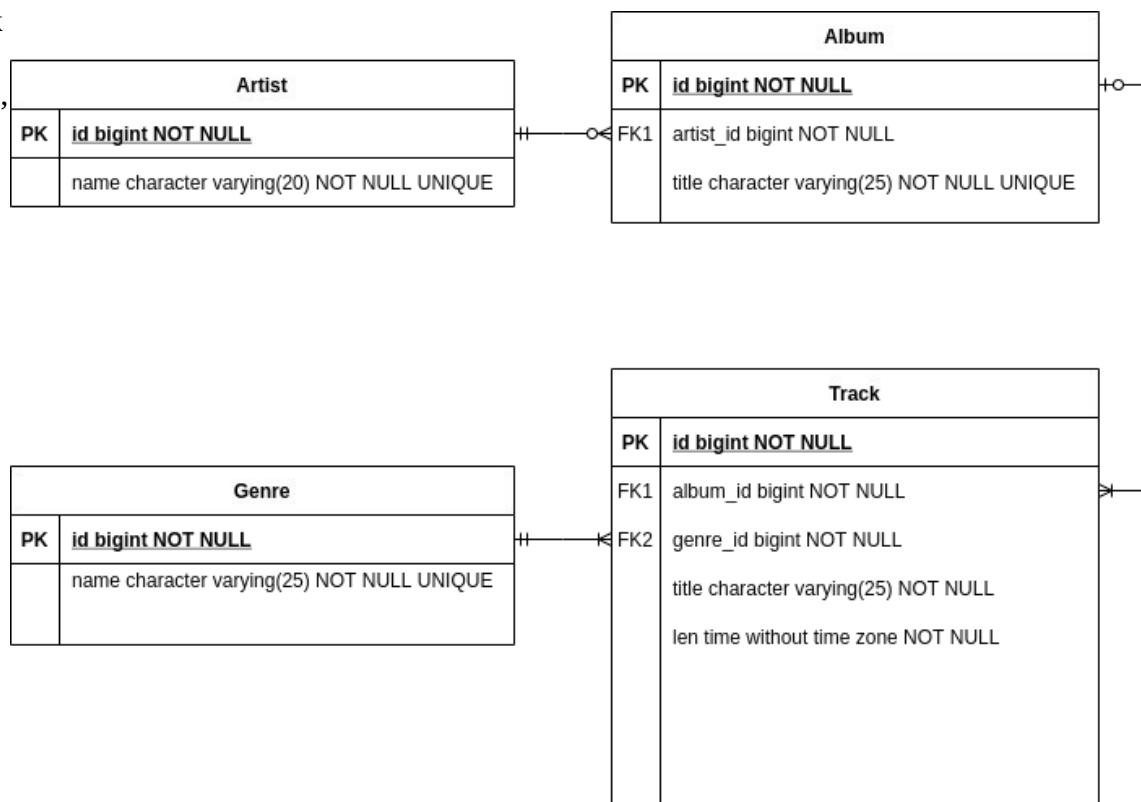 Artist
PK id bigint NOT NULL
name character varying(20) NOT NULL UNIQUE
Album
PK id bigint NOT NULL
FK1 artist_id bigint NOT NULL
title character varying(25) NOT NULL UNIQUE
Genre
PK id bigint NOT NULL
name character varying(25) NOT NULL UNIQUE
Track
PK id bigint NOT NULL
FK1 album_id bigint NOT NULL
FK2 genre_id bigint NOT NULL
title character varying(25) NOT NULL
len time without time zone NOT NULL